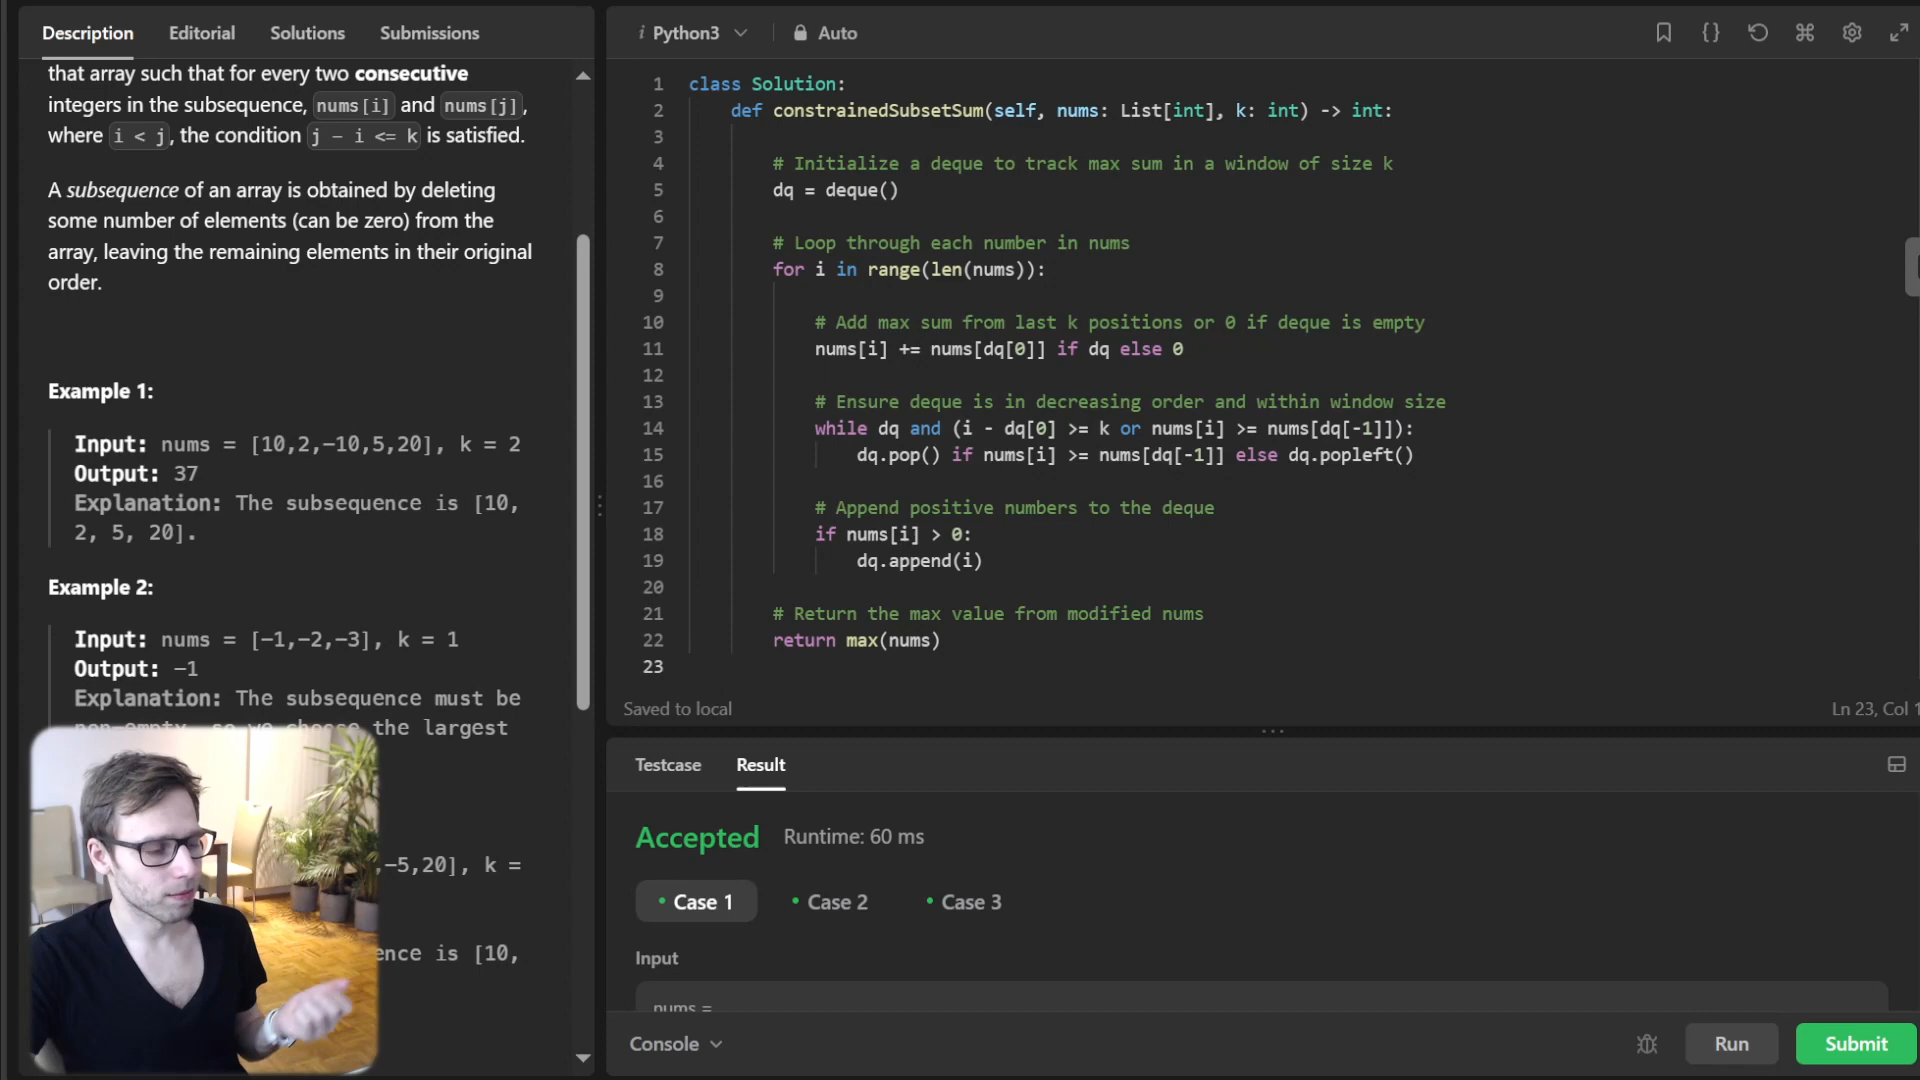 Description Editorial Solutions Submissions
that array such that for every two consecutive
integers in the subsequence, nums[i] and nums[j],
where i < j, the condition j - i <= k is satisfied.
A subsequence of an array is obtained by deleting
some number of elements (can be zero) from the
array, leaving the remaining elements in their original
order.
Example 1:
Input: nums = [10,2,-10,5,20], k = 2
Output: 37
Explanation: The subsequence is [10,
2, 5, 20].
Example 2:
Input: nums = [-1,-2,-3], k = 1
Output: -1
Explanation: The subsequence must be
non-empty, so we choose the largest
,-5,20], k =
ence is [10,
i Python3 Auto
1 class Solution:
2 def constrainedSubsetSum(self, nums: List[int], k: int) -> int:
3
4 # Initialize a deque to track max sum in a window of size k
5 dq = deque()
6
7 # Loop through each number in nums
8 for i in range(len(nums)):
9
10 # Add max sum from last k positions or 0 if deque is empty
11 nums[i] += nums[dq[0]] if dq else 0
12
13 # Ensure deque is in decreasing order and within window size
14 while dq and (i - dq[0] >= k or nums[i] >= nums[dq[-1]]):
15 dq.pop() if nums[i] >= nums[dq[-1]] else dq.popleft()
16
17 # Append positive numbers to the deque
18 if nums[i] > 0:
19 dq.append(i)
20
21 # Return the max value from modified nums
22 return max(nums)
23
Saved to local
Ln 23, Col 1
Testcase Result
Accepted Runtime: 60 ms
• Case 1 • Case 2 • Case 3
Input
nums =
Console
Run Submit